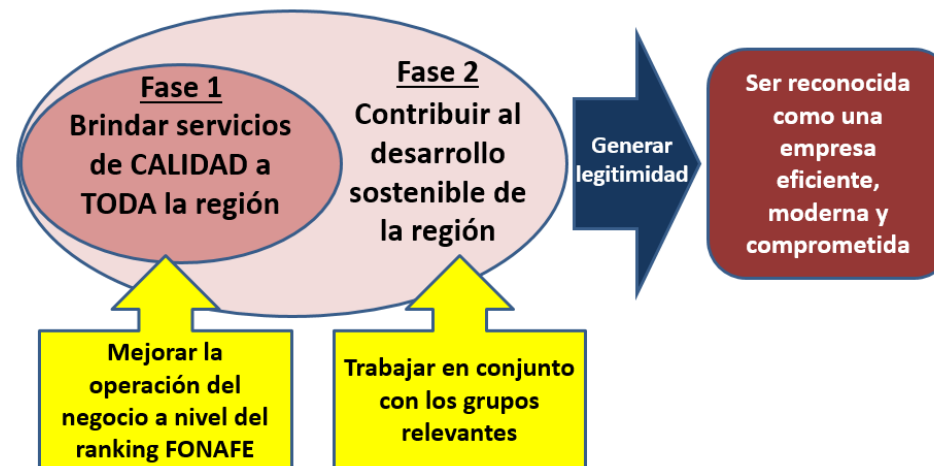 Fase 1
Brindar servicios
de CALIDAD a
TODA la región
Fase 2
Contribuir al
desarrollo
sostenible de
la región
Generar
legitimidad
Ser reconocida
como una
empresa
eficiente,
moderna y
comprometida
Mejorar la
operación del
negocio a nivel del
ranking FONAFE
Trabajar en conjunto
con los grupos
relevantes